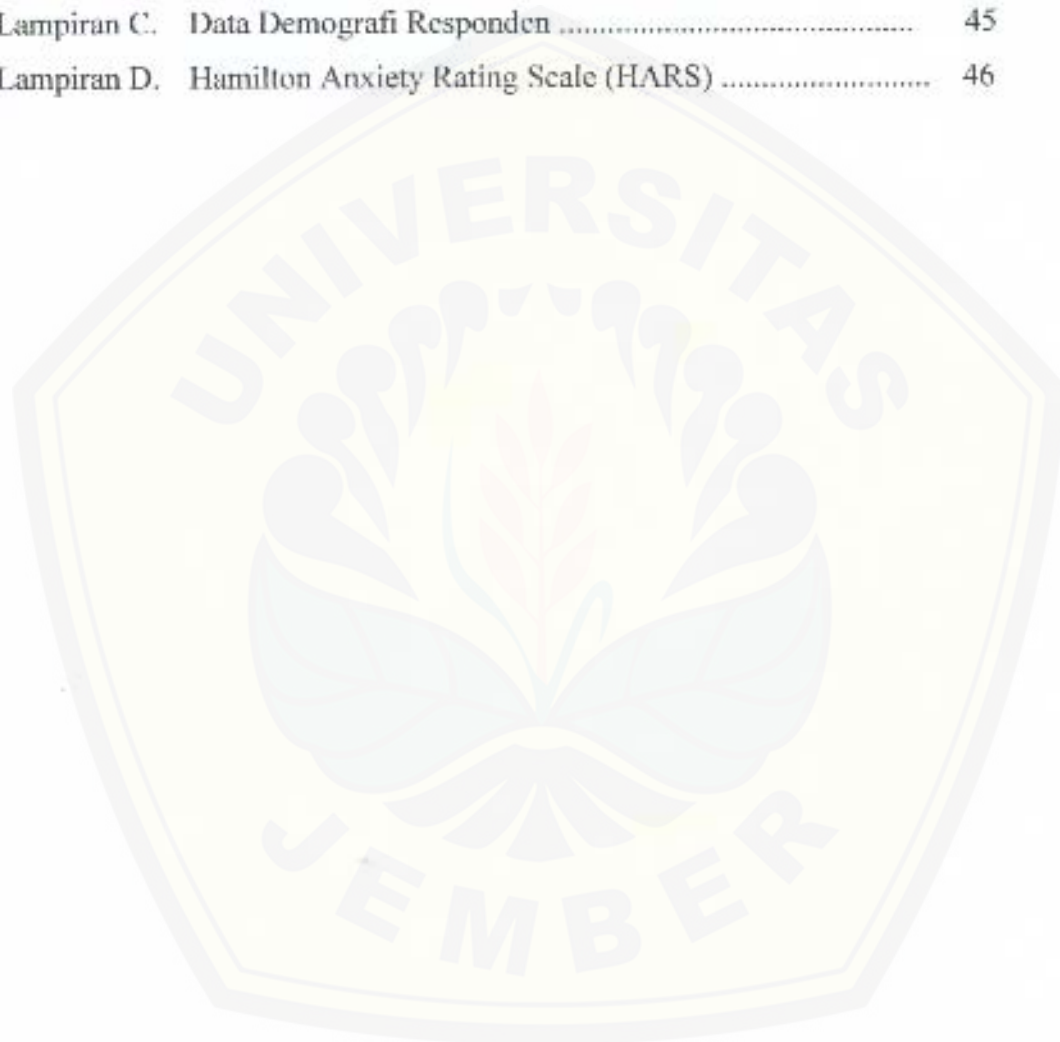 Lampiran C. Data Demografi Responden ........................................... 45
Lampiran D. Hamilton Anxiety Rating Scale (HARS) ......................... 46
UNIVERSITAS
JEMBER